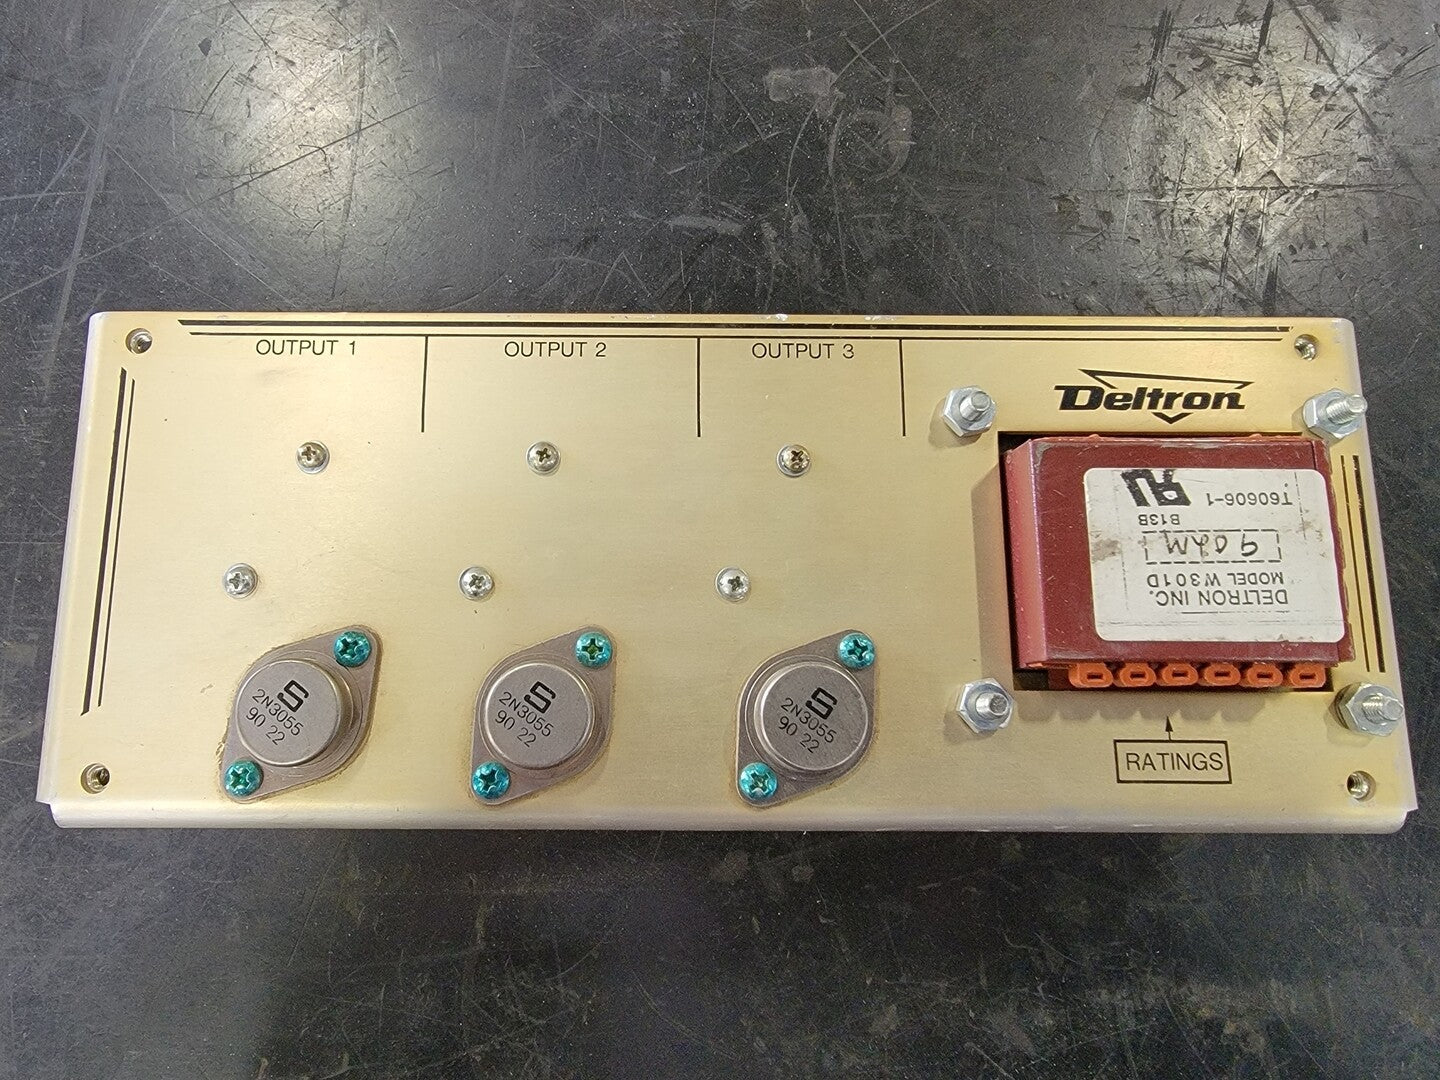 OUTPUT 1
OUTPUT 2
OUTPUT 3
Deltron
DELTRON INC.
MODEL W301D
B13B
T60606-1
S
2N3055
90 22
S
2N3055
90 22
S
2N3055
90 22
RATINGS